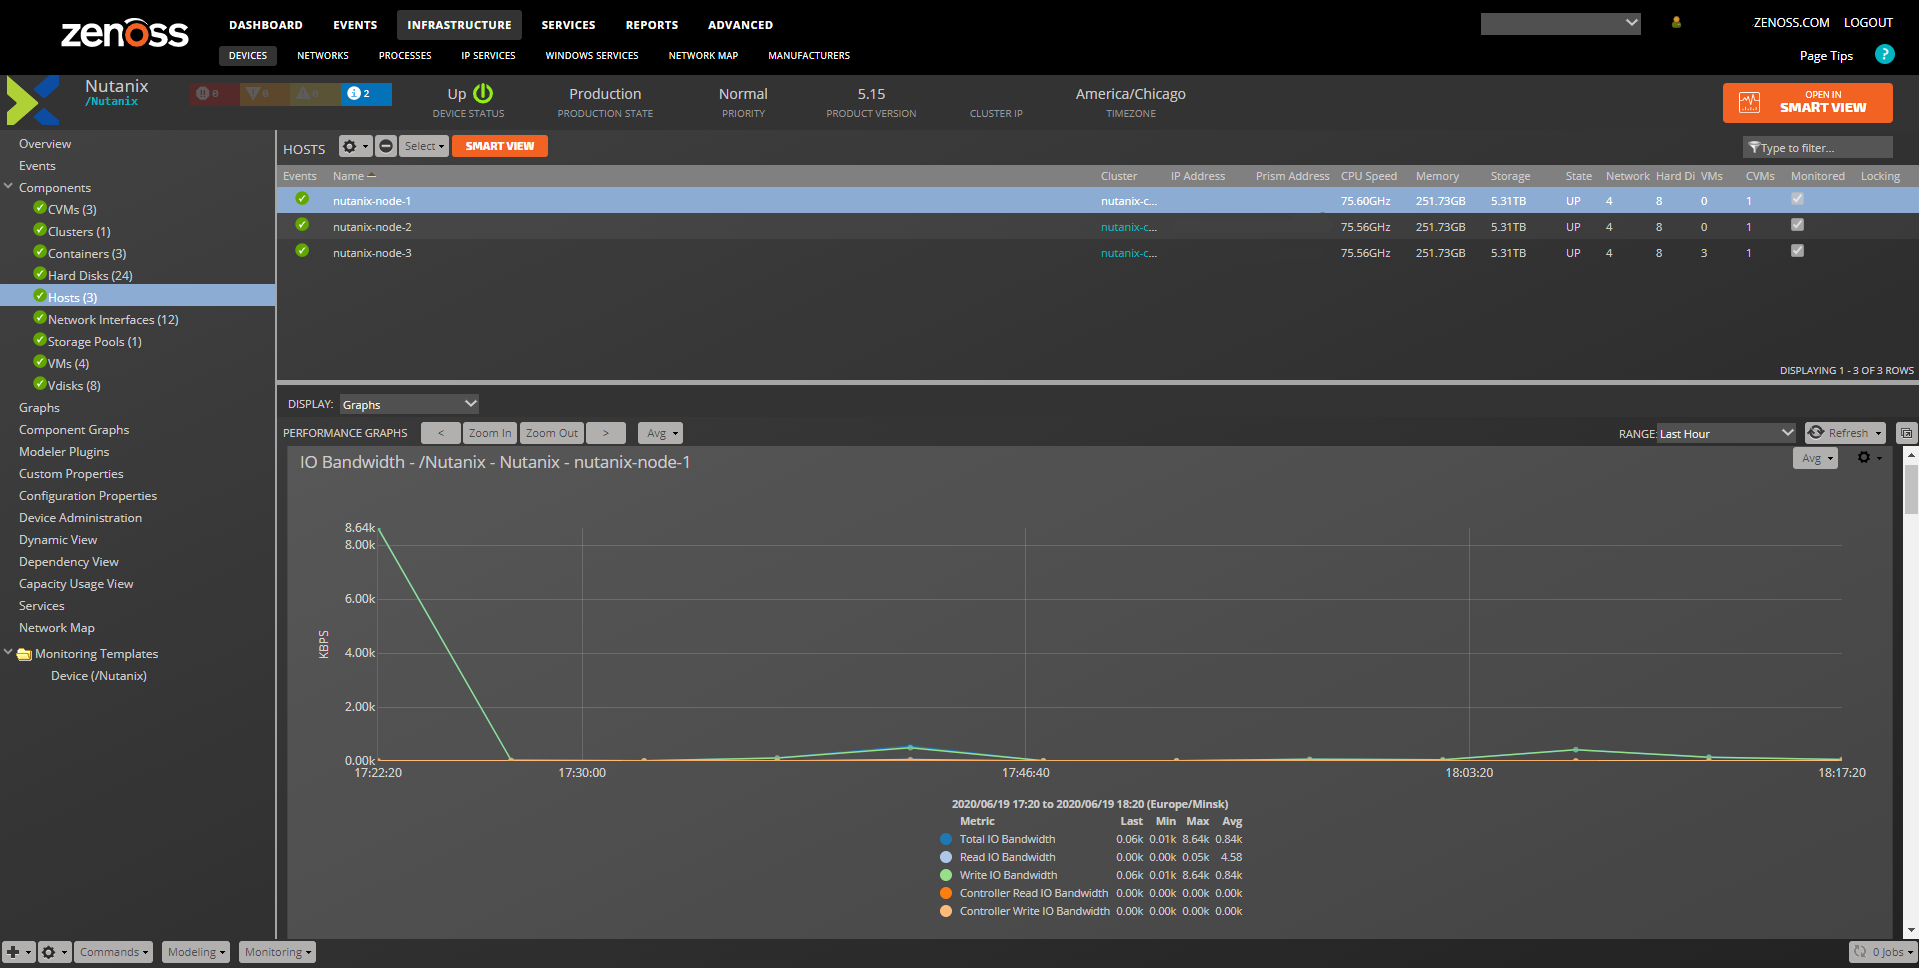 zenoss
DASHBOARD EVENTS INFRASTRUCTURE SERVICES REPORTS ADVANCED
ZENOSS.COM LOGOUT
DEVICES NETWORKS PROCESSES IP SERVICES WINDOWS SERVICES NETWORK MAP MANUFACTURERS
Page Tips ?
Nutanix
/Nutanix
0 0 0 2
Up Production Normal 5.15 America/Chicago
DEVICE STATUS PRODUCTION STATE PRIORITY PRODUCT VERSION CLUSTER IP TIMEZONE
OPEN IN
SMART VIEW
Overview
Events
Components
CVMs (3)
Clusters (1)
Containers (3)
Hard Disks (24)
Hosts (3)
Network Interfaces (12)
Storage Pools (1)
VMs (4)
Vdisks (8)
Graphs
Component Graphs
Modeler Plugins
Custom Properties
Configuration Properties
Device Administration
Dynamic View
Dependency View
Capacity Usage View
Services
Network Map
Monitoring Templates
Device (/Nutanix)
HOSTS Select SMART VIEW Type to filter...
Events Name Cluster IP Address Prism Address CPU Speed Memory Storage State Network Hard Di VMs CVMs Monitored Locking
nutanix-node-1 nutanix-c... 75.60GHz 251.73GB 5.31TB UP 4 8 0 1
nutanix-node-2 nutanix-c... 75.56GHz 251.73GB 5.31TB UP 4 8 0 1
nutanix-node-3 nutanix-c... 75.56GHz 251.73GB 5.31TB UP 4 8 3 1
DISPLAYING 1 - 3 OF 3 ROWS
DISPLAY: Graphs
PERFORMANCE GRAPHS < Zoom In Zoom Out > Avg RANGE: Last Hour Refresh
IO Bandwidth - /Nutanix - Nutanix - nutanix-node-1 Avg
8.64k
8.00k
6.00k
4.00k
2.00k
0.00k
KBPS
17:22:20 17:30:00 17:46:40 18:03:20 18:17:20
2020/06/19 17:20 to 2020/06/19 18:20 (Europe/Minsk)
Metric Last Min Max Avg
Total IO Bandwidth 0.06k 0.01k 8.64k 0.84k
Read IO Bandwidth 0.00k 0.00k 0.05k 4.58
Write IO Bandwidth 0.06k 0.01k 8.64k 0.84k
Controller Read IO Bandwidth 0.00k 0.00k 0.00k 0.00k
Controller Write IO Bandwidth 0.00k 0.00k 0.00k 0.00k
Commands Modeling Monitoring 0 Jobs